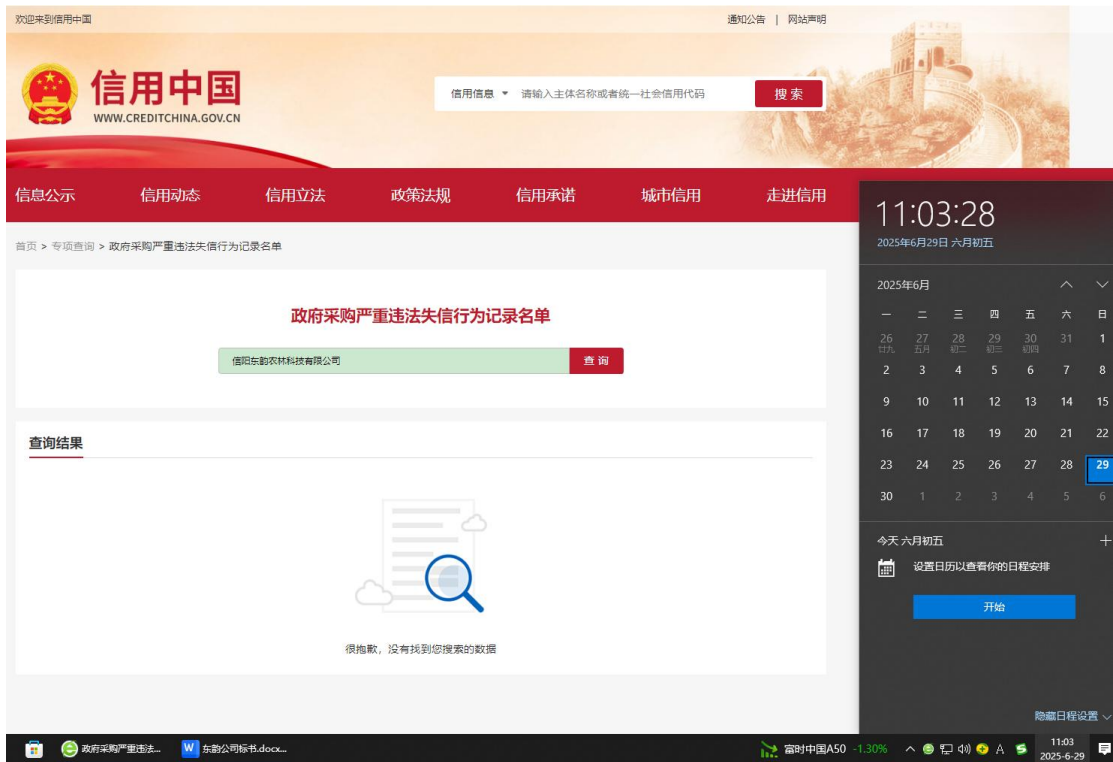 欢迎来到信用中国
通知公告 | 网站声明
信用中国
WWW.CREDITCHINA.GOV.CN
信用信息 请输入主体名称或者统一社会信用代码 搜索
信息公示 信用动态 信用立法 政策法规 信用承诺 城市信用 走进信用
首页 > 专项查询 > 政府采购严重违法失信行为记录名单
政府采购严重违法失信行为记录名单
信阳东韵农林科技有限公司 查询
查询结果
很抱歉，没有找到您搜索的数据
11:03:28
2025年6月29日 六月初五
2025年6月
一 二 三 四 五 六 日
26 27 28 29 30 31 1
廿九 五月 初二 初三 初四
2 3 4 5 6 7 8
9 10 11 12 13 14 15
16 17 18 19 20 21 22
23 24 25 26 27 28 29
30 1 2 3 4 5 6
今天 六月初五
设置日历以查看你的日程安排
开始
隐藏日程设置
政府采购严重违法... 东韵公司标书.docx... 富时中国A50 -1.30% A 11:03
2025-6-29